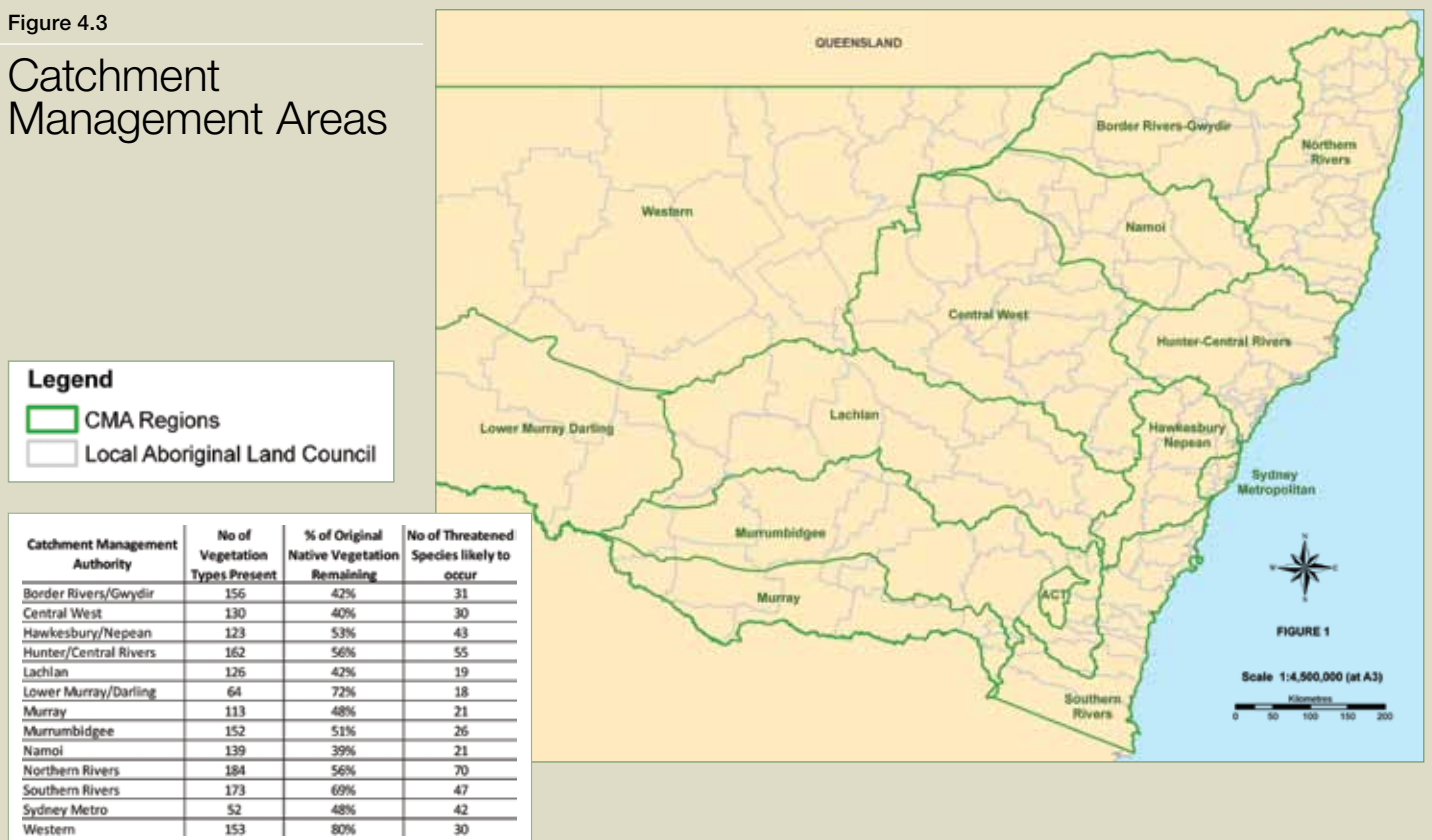 Figure 4.3
Catchment
Management Areas
Legend
CMA Regions
Local Aboriginal Land Council
Catchment Management Authority | No of Vegetation Types Present | % of Original Native Vegetation Remaining | No of Threatened Species likely to occur
Border Rivers/Gwydir 156 42% 31
Central West 130 40% 30
Hawkesbury/Nepean 123 53% 43
Hunter/Central Rivers 162 56% 55
Lachlan 126 42% 19
Lower Murray/Darling 64 72% 18
Murray 113 48% 21
Murrumbidgee 152 51% 26
Namoi 139 39% 21
Northern Rivers 184 56% 70
Southern Rivers 173 69% 47
Sydney Metro 52 48% 42
Western 153 80% 30
QUEENSLAND
Border Rivers-Gwydir
Northern
Rivers
Western
Namoi
Central West
Hunter-Central Rivers
Lachlan
Lower Murray Darling
Hawkesbury
Nepean
Sydney
Metropolitan
Murrumbidgee
Murray
ACT
Southern
Rivers
N
W
E
S
FIGURE 1
Scale 1:4,500,000 (at A3)
Kilometres
0 50 100 150 200